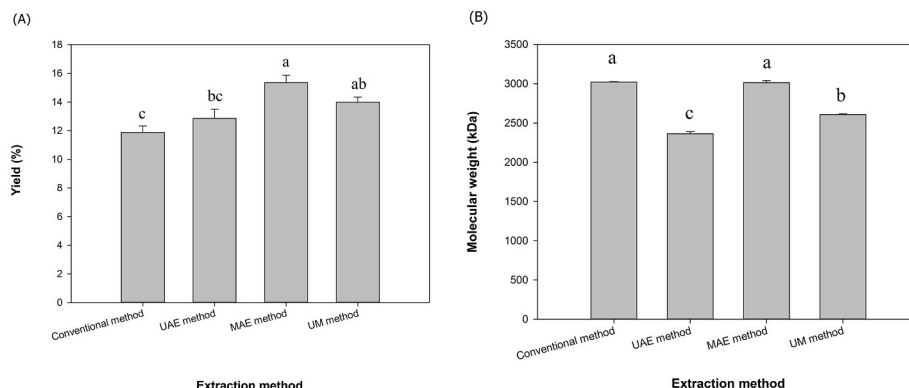 (A)
18
16
14
12
10
8
6
4
2
0
Yield (%)
c
bc
a
ab
Conventional method
UAE method
MAE method
UM method
Extraction method
(B)
3500
3000
2500
2000
1500
1000
500
0
Molecular weight (kDa)
a
c
a
b
Conventional method
UAE method
MAE method
UM method
Extraction method